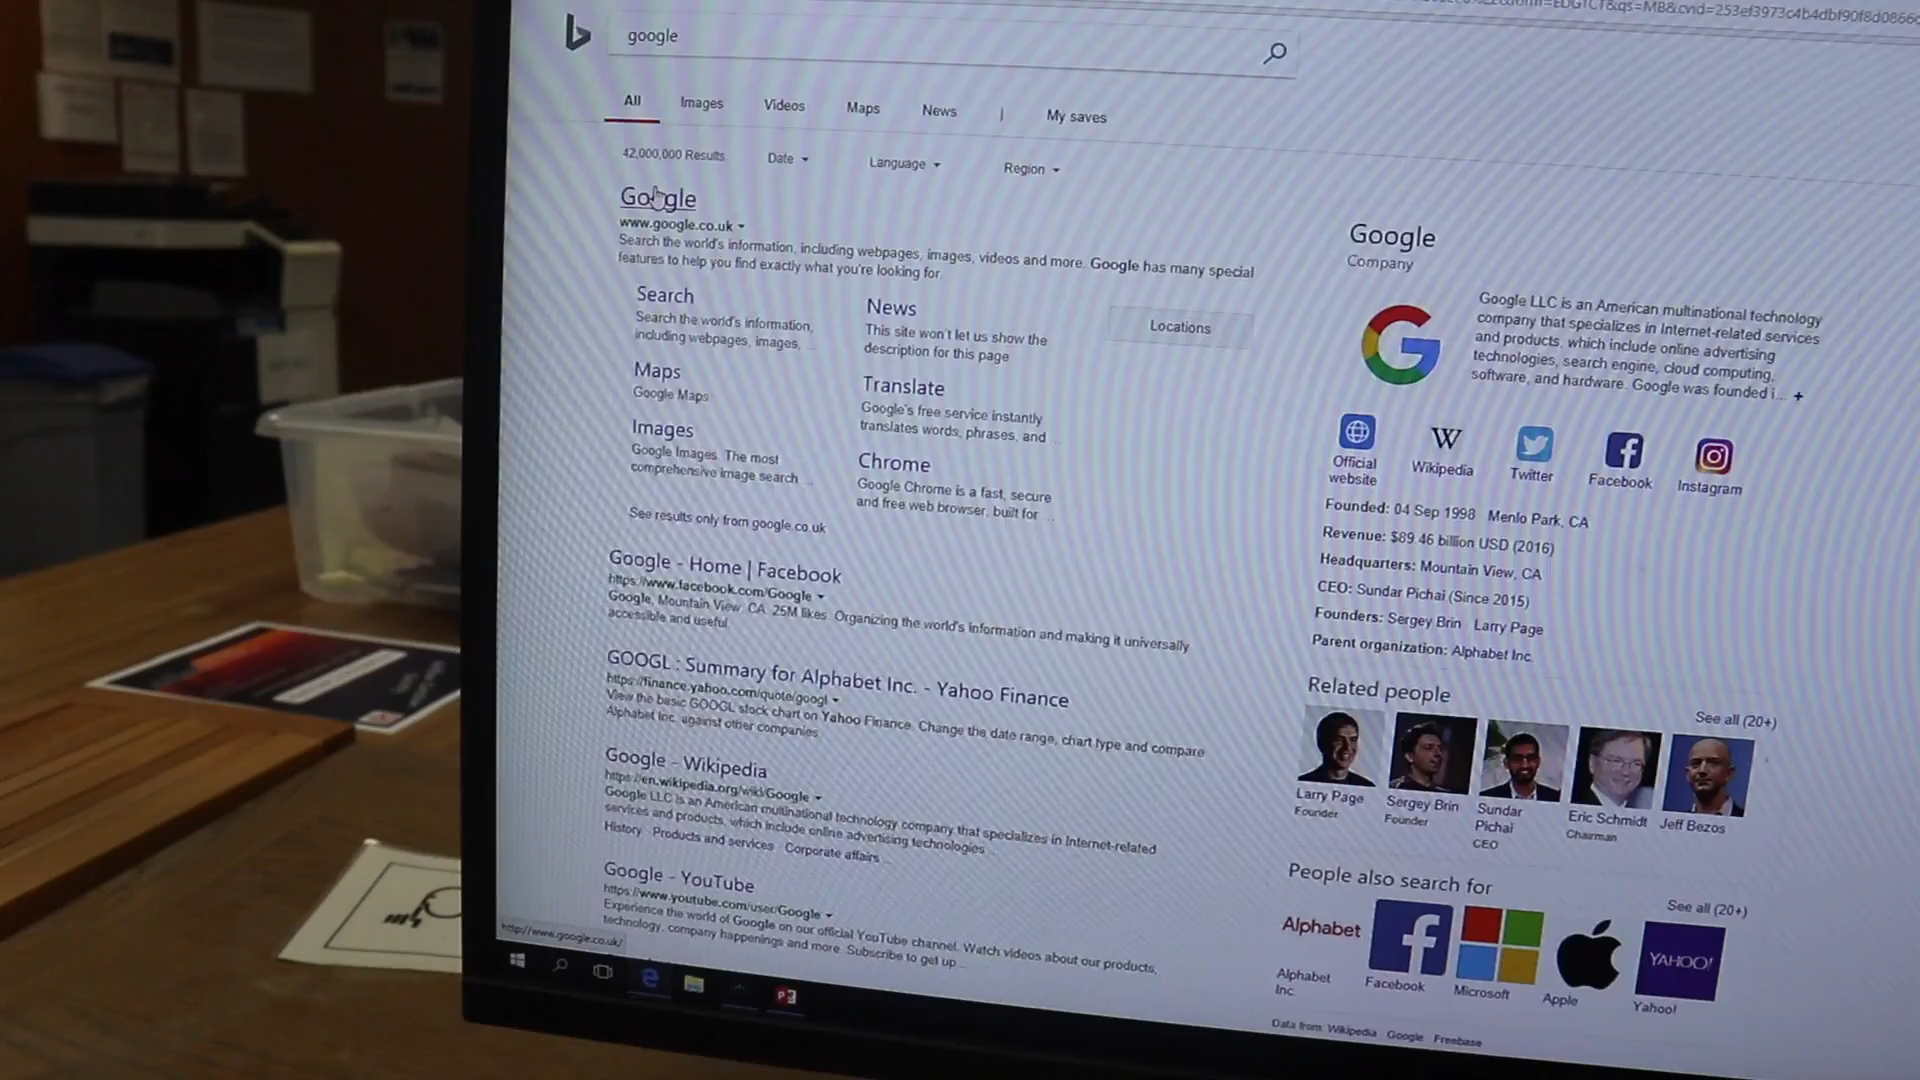 google
All Images Videos Maps News | My saves
42,000,000 Results Date Language Region
Google
www.google.co.uk
Search the world's information, including webpages, images, videos and more. Google has many special
features to help you find exactly what you're looking for.
Search
Search the world's information,
including webpages, images, ...
Maps
Google Maps
Images
Google Images. The most
comprehensive image search ...
News
This site won't let us show the
description for this page
Translate
Google's free service instantly
translates words, phrases, and ...
Chrome
Google Chrome is a fast, secure
and free web browser, built for ...
Locations
See results only from google.co.uk
Google - Home | Facebook
https://www.facebook.com/Google
Google, Mountain View, CA. 25M likes. Organizing the world's information and making it universally
accessible and useful.
GOOGL : Summary for Alphabet Inc. - Yahoo Finance
https://finance.yahoo.com/quote/googl
View the basic GOOGL stock chart on Yahoo Finance. Change the date range, chart type and compare
Alphabet Inc. against other companies.
Google - Wikipedia
https://en.wikipedia.org/wiki/Google
Google LLC is an American multinational technology company that specializes in Internet-related
services and products, which include online advertising technologies ...
History · Products and services · Corporate affairs ...
Google - YouTube
https://www.youtube.com/user/Google
Experience the world of Google on our official YouTube channel. Watch videos about our products,
technology, company happenings and more. Subscribe to get up ...
http://www.google.co.uk/
Google
Company
G
Google LLC is an American multinational technology
company that specializes in Internet-related services
and products, which include online advertising
technologies, search engine, cloud computing,
software, and hardware. Google was founded i... +
W
Official
website
Wikipedia
Twitter
Facebook
Instagram
Founded: 04 Sep 1998 · Menlo Park, CA
Revenue: $89.46 billion USD (2016)
Headquarters: Mountain View, CA
CEO: Sundar Pichai (Since 2015)
Founders: Sergey Brin · Larry Page
Parent organization: Alphabet Inc.
Related people
See all (20+)
Larry Page
Founder
Sergey Brin
Founder
Sundar
Pichai
CEO
Eric Schmidt
Chairman
Jeff Bezos
People also search for
See all (20+)
Alphabet
YAHOO!
Alphabet
Inc.
Facebook
Microsoft
Apple
Yahoo!
Data from: Wikipedia · Google · Freebase